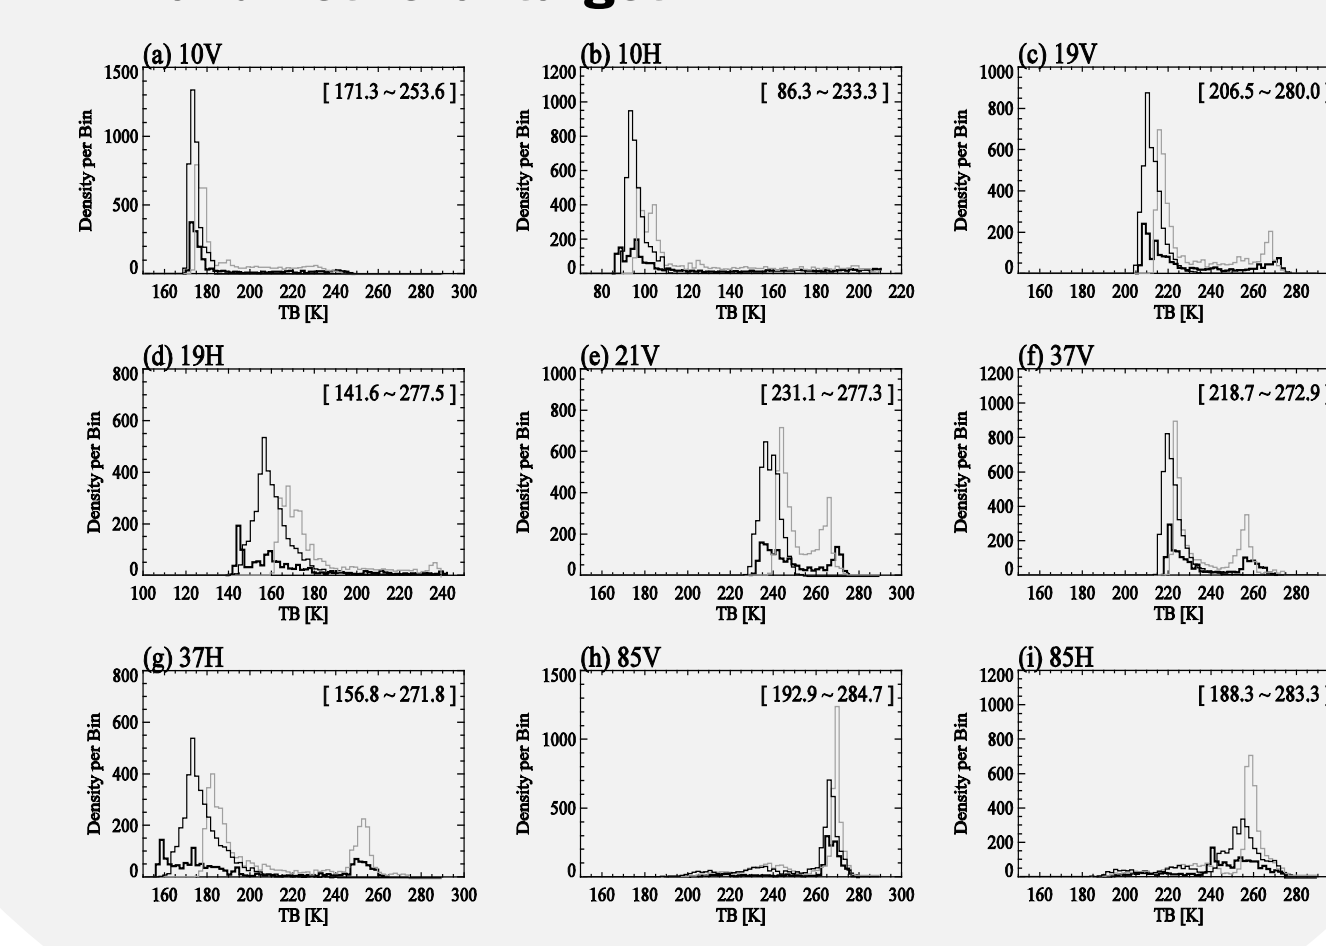 (a) 10V
[ 171.3 ~ 253.6 ]
1500
1000
500
0
Density per Bin
160 180 200 220 240 260 280 300
TB [K]
(b) 10H
[ 86.3 ~ 233.3 ]
1200
1000
800
600
400
200
0
Density per Bin
80 100 120 140 160 180 200 220
TB [K]
(c) 19V
[ 206.5 ~ 280.0 ]
1000
800
600
400
200
0
Density per Bin
160 180 200 220 240 260 280
TB [K]
(d) 19H
[ 141.6 ~ 277.5 ]
800
600
400
200
0
Density per Bin
100 120 140 160 180 200 220 240
TB [K]
(e) 21V
[ 231.1 ~ 277.3 ]
1000
800
600
400
200
0
Density per Bin
160 180 200 220 240 260 280 300
TB [K]
(f) 37V
[ 218.7 ~ 272.9 ]
1200
1000
800
600
400
200
0
Density per Bin
160 180 200 220 240 260 280
TB [K]
(g) 37H
[ 156.8 ~ 271.8 ]
800
600
400
200
0
Density per Bin
160 180 200 220 240 260 280 300
TB [K]
(h) 85V
[ 192.9 ~ 284.7 ]
1500
1000
500
0
Density per Bin
160 180 200 220 240 260 280 300
TB [K]
(i) 85H
[ 188.3 ~ 283.3 ]
1200
1000
800
600
400
200
0
Density per Bin
160 180 200 220 240 260 280
TB [K]